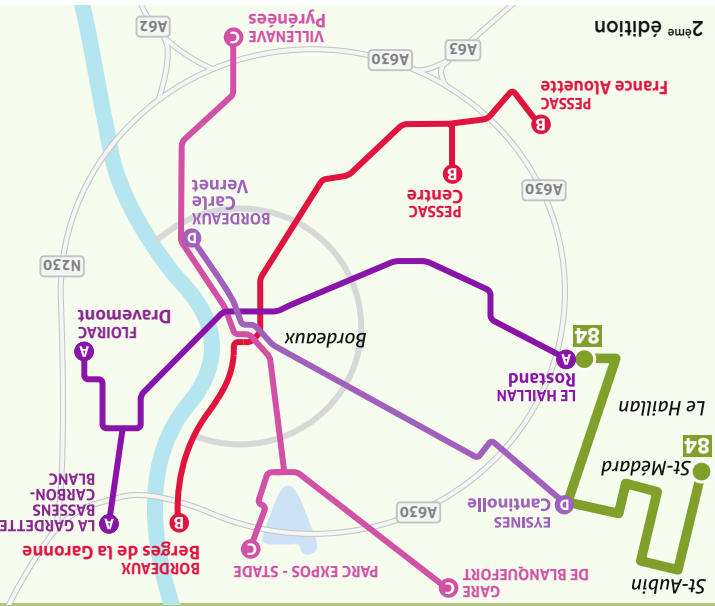 St-Aubin
GARE
DE BLANQUEFORT
C
PARC EXPOS - STADE
C
BORDEAUX
Berges de la Garonne
B
LA GARDETTE
BASSENS
CARBON-
BLANC
A
A630
EYSINES
Cantinolle
D
St-Médard
84
Le Haillan
LE HAILLAN
Rostand
A
84
Bordeaux
A
FLOIRAC
Dravemont
N230
D
BORDEAUX
Carle
Vernet
PESSAC
Centre
B
A630
B
PESSAC
France Alouette
A630
A63
C
VILLENAVE
Pyrénées
A62
2ème édition